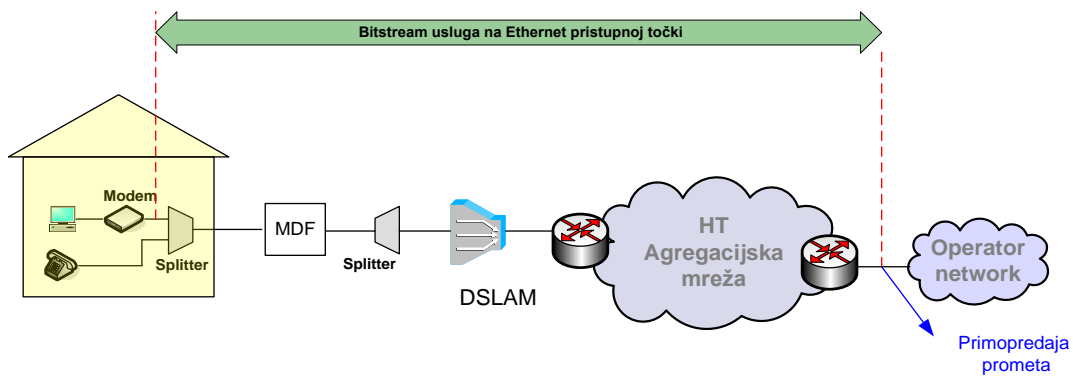 Bitstream usluga na Ethernet pristupnoj točki
Modem
Splitter
MDF
Splitter
DSLAM
HT
Agregacijska
mreža
Operator
network
Primopredaja
prometa